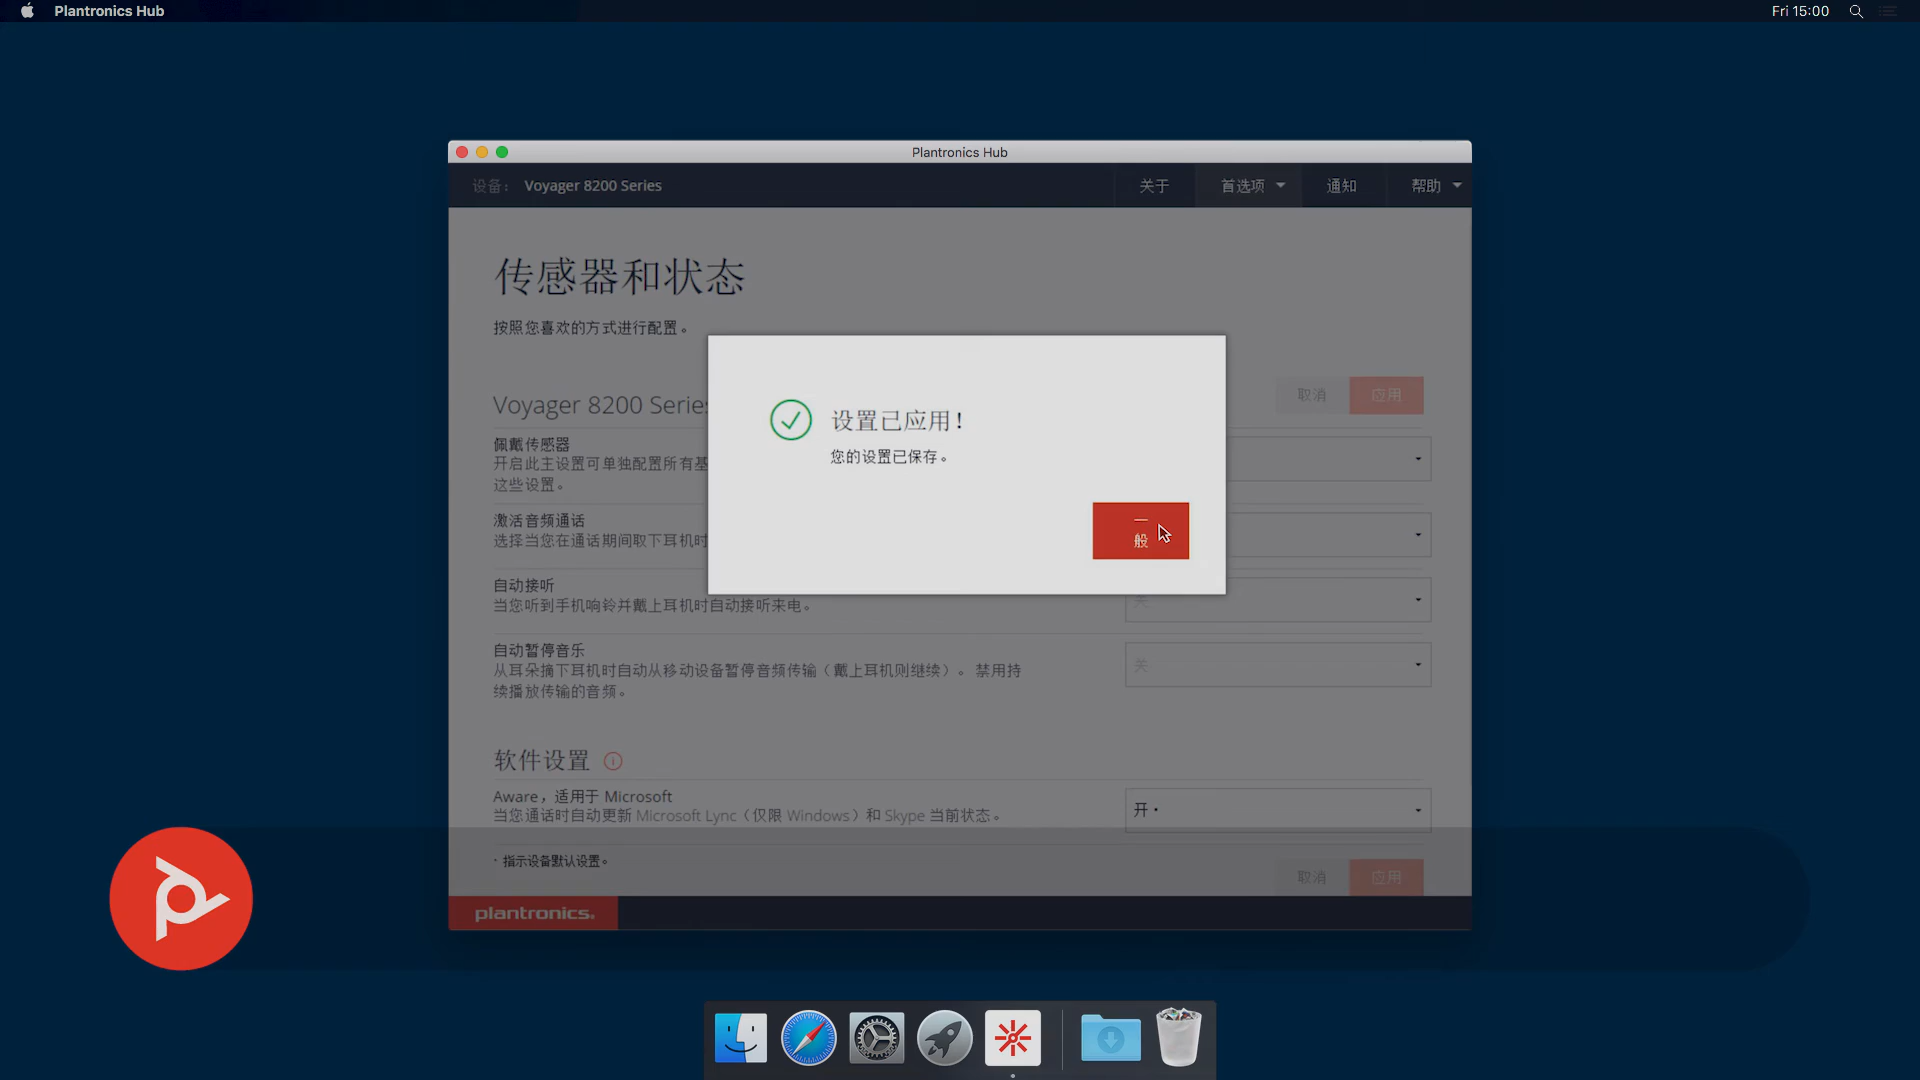 Plantronics Hub
Fri 15:00
Plantronics Hub
设备：
Voyager 8200 Series
关于
首选项
通知
帮助
传感器和状态
按照您喜欢的方式进行配置。
取消
应用
Voyager 8200 Series
佩戴传感器
开启此主设置可单独配置所有基
这些设置。
激活音频通话
选择当您在通话期间取下耳机时
自动接听
当您听到手机响铃并戴上耳机时自动接听来电。
关
自动暂停音乐
从耳朵摘下耳机时自动从移动设备暂停音频传输（戴上耳机则继续）。 禁用持
续播放传输的音频。
关
设置已应用！
您的设置已保存。
一
般
软件设置
Aware，适用于 Microsoft
当您通话时自动更新 Microsoft Lync（仅限 Windows）和 Skype 当前状态。
开・
・指示设备默认设置。
取消
应用
plantronics.